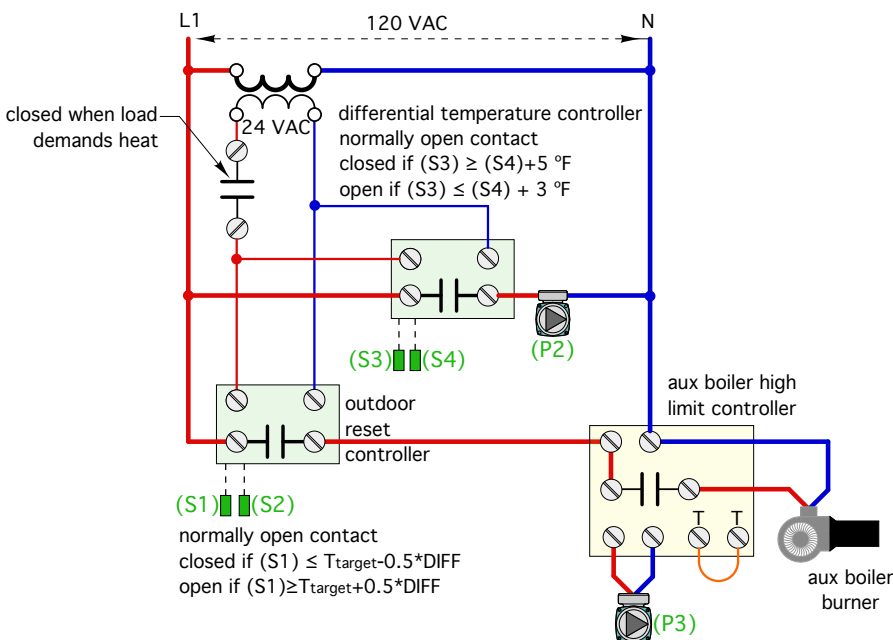 L1
120 VAC
N
closed when load
demands heat
24 VAC
differential temperature controller
normally open contact
closed if (S3) ≥ (S4)+5 ºF
open if (S3) ≤ (S4) + 3 ºF
(S3)
(S4)
(P2)
aux boiler high
limit controller
outdoor
reset
controller
(S1)
(S2)
normally open contact
closed if (S1) ≤ Ttarget-0.5*DIFF
open if (S1)≥Ttarget+0.5*DIFF
T
T
aux boiler
burner
(P3)